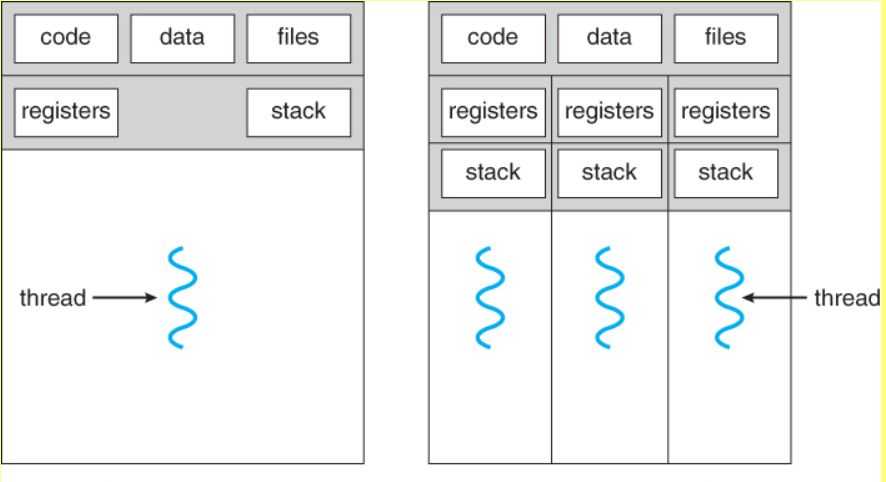 code data files
registers stack
thread
code data files
registers registers registers
stack stack stack
thread